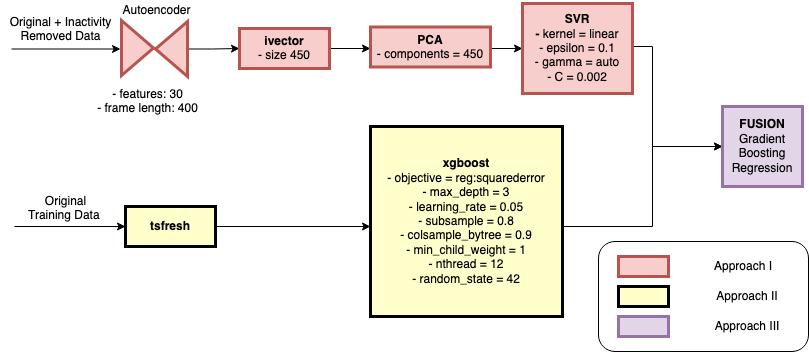 Autoencoder
Original + Inactivity
Removed Data
- features: 30
- frame length: 400
ivector
- size 450
PCA
- components = 450
SVR
- kernel = linear
- epsilon = 0.1
- gamma = auto
- C = 0.002
FUSION
Gradient
Boosting
Regression
Original
Training Data
tsfresh
xgboost
- objective = reg:squarederror
- max_depth = 3
- learning_rate = 0.05
- subsample = 0.8
- colsample_bytree = 0.9
- min_child_weight = 1
- nthread = 12
- random_state = 42
Approach I
Approach II
Approach III